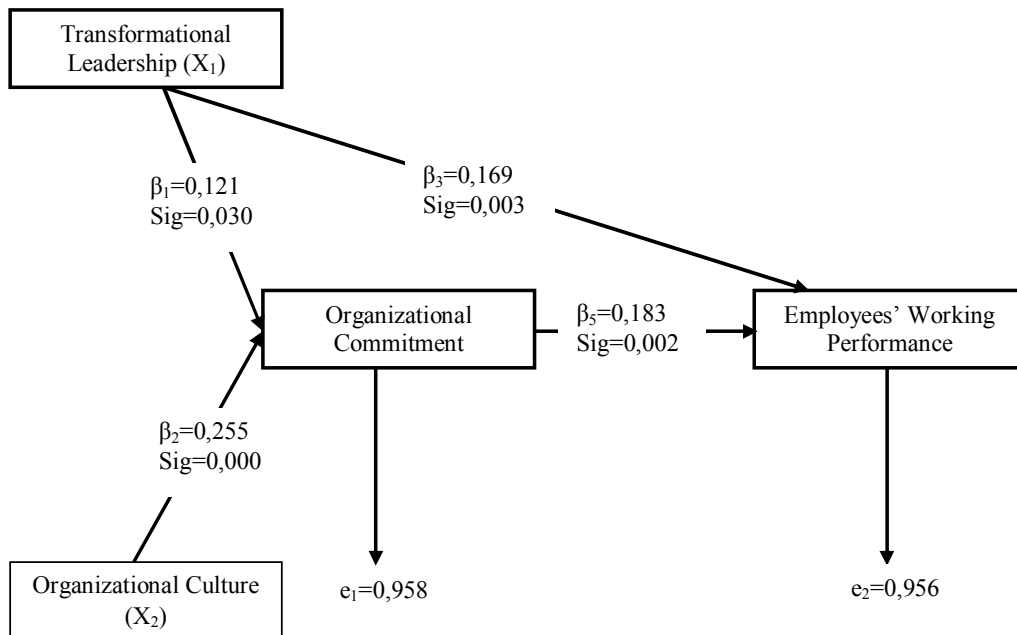 Transformational
Leadership (X₁)
β₁=0,121
Sig=0,030
β₃=0,169
Sig=0,003
Organizational
Commitment
β₅=0,183
Sig=0,002
Employees’ Working
Performance
β₂=0,255
Sig=0,000
Organizational Culture
(X₂)
e₁=0,958
e₂=0,956